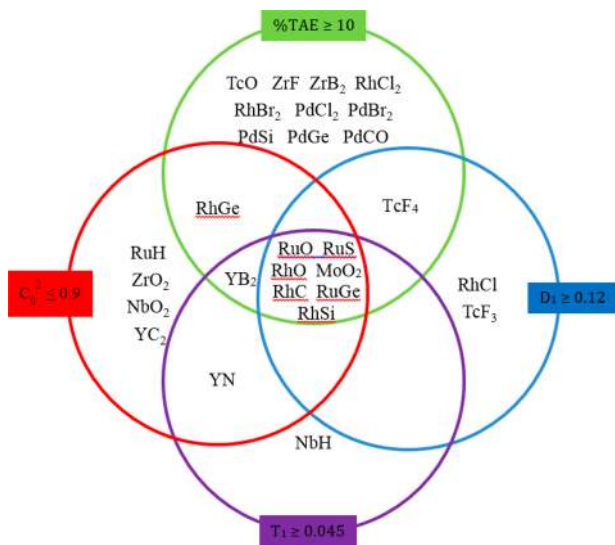 %TAE ≥ 10
TcO ZrF ZrB₂ RhCl₂
RhBr₂ PdCl₂ PdBr₂
PdSi PdGe PdCO
RhGe
TcF₄
RuO RuS
RhO MoO₂
RhC RuGe
RhSi
YB₂
RuH
ZrO₂
NbO₂
YC₂
C₀² ≤ 0.9
RhCl
TcF₃
D₁ ≥ 0.12
YN
NbH
T₁ ≥ 0.045